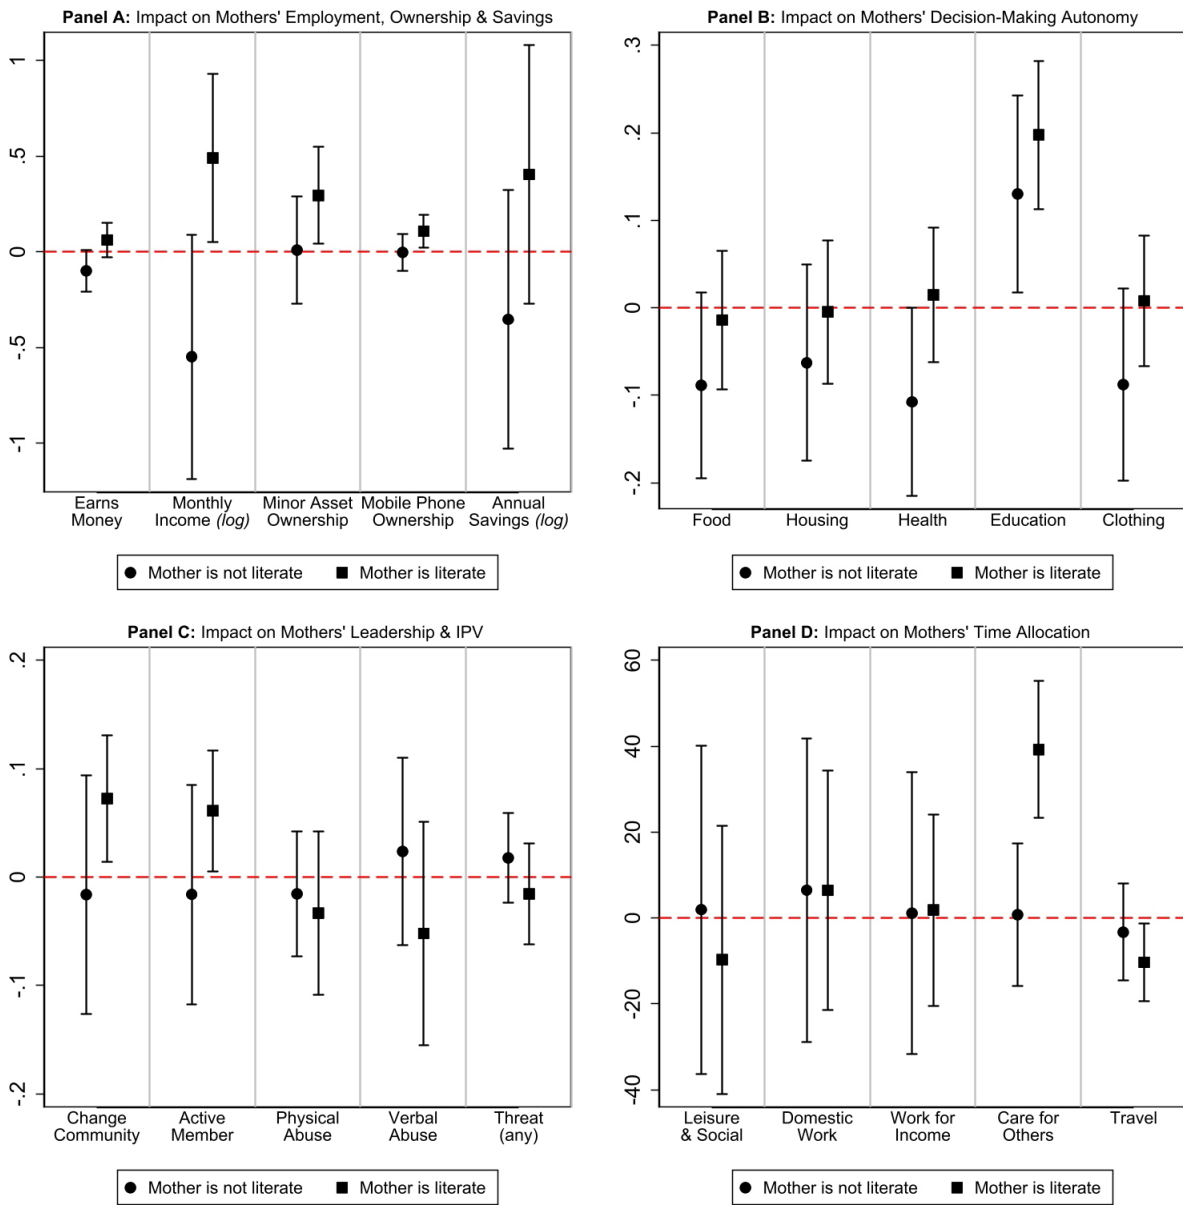 Panel A: Impact on Mothers' Employment, Ownership & Savings
1
.5
0
-.5
-1
Earns Money
Monthly Income (log)
Minor Asset Ownership
Mobile Phone Ownership
Annual Savings (log)
Mother is not literate
Mother is literate
Panel B: Impact on Mothers' Decision-Making Autonomy
.3
.2
.1
0
-.1
-.2
Food
Housing
Health
Education
Clothing
Mother is not literate
Mother is literate
Panel C: Impact on Mothers' Leadership & IPV
.2
.1
0
-.1
-.2
Change Community
Active Member
Physical Abuse
Verbal Abuse
Threat (any)
Mother is not literate
Mother is literate
Panel D: Impact on Mothers' Time Allocation
60
40
20
0
-20
-40
Leisure & Social
Domestic Work
Work for Income
Care for Others
Travel
Mother is not literate
Mother is literate